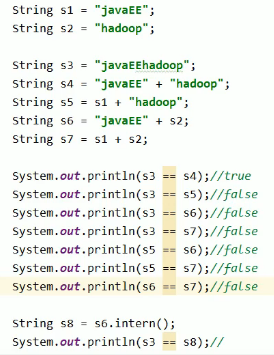 String s1 = "javaEE";
String s2 = "hadoop";
String s3 = "javaEEhadoop";
String s4 = "javaEE" + "hadoop";
String s5 = s1 + "hadoop";
String s6 = "javaEE" + s2;
String s7 = s1 + s2;
System.out.println(s3 == s4);//true
System.out.println(s3 == s5);//false
System.out.println(s3 == s6);//false
System.out.println(s3 == s7);//false
System.out.println(s5 == s6);//false
System.out.println(s5 == s7);//false
System.out.println(s6 == s7);//false
String s8 = s6.intern();
System.out.println(s3 == s8);//